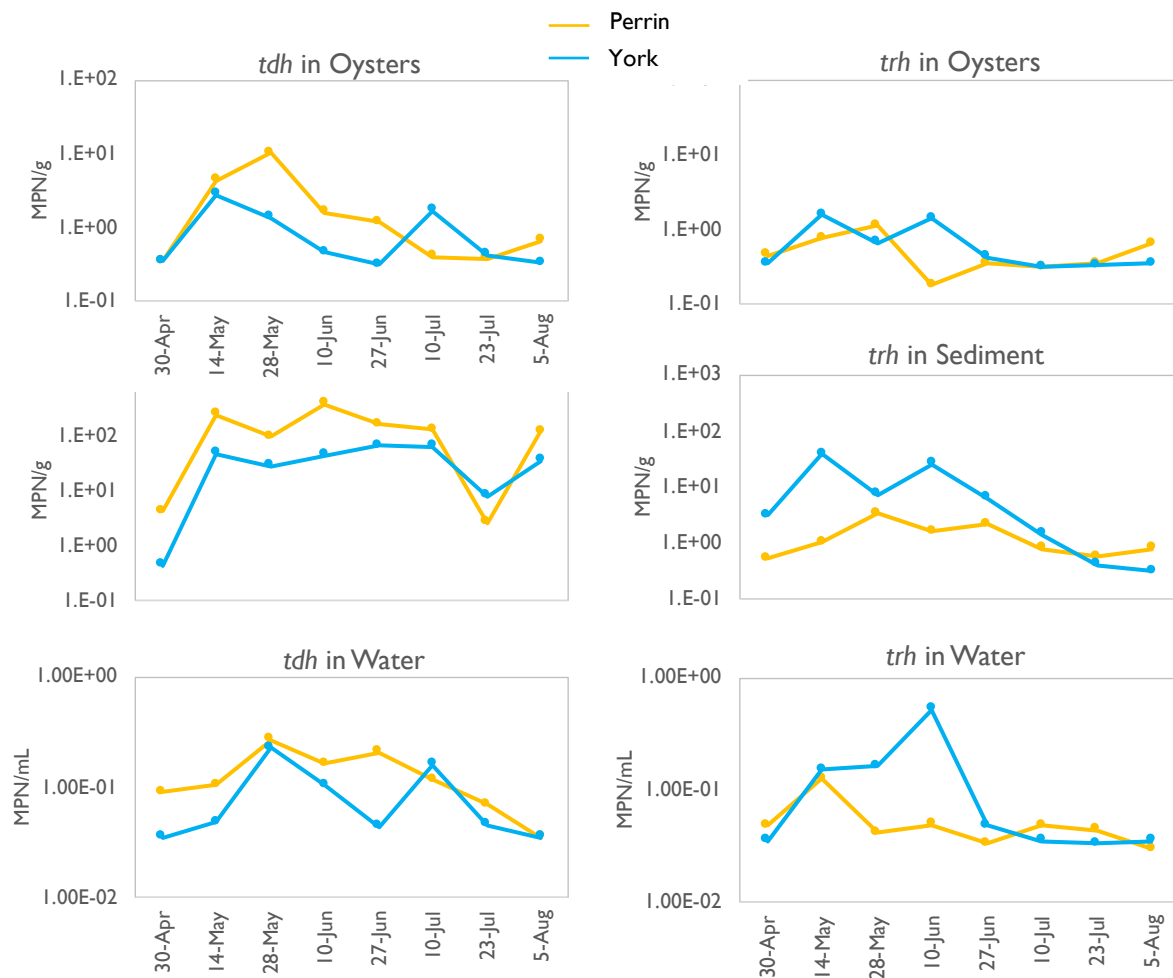 Perrin
York
tdh in Oysters
1.E+02
1.E+01
1.E+00
1.E-01
MPN/g
30-Apr
14-May
28-May
10-Jun
27-Jun
10-Jul
23-Jul
5-Aug
trh in Oysters
1.E+01
1.E+00
1.E-01
MPN/g
1.E+02
1.E+01
1.E+00
1.E-01
MPN/g
trh in Sediment
1.E+03
1.E+02
1.E+01
1.E+00
1.E-01
MPN/g
tdh in Water
1.00E+00
1.00E-01
1.00E-02
MPN/mL
30-Apr
14-May
28-May
10-Jun
27-Jun
10-Jul
23-Jul
5-Aug
trh in Water
1.00E+00
1.00E-01
1.00E-02
MPN/mL
30-Apr
14-May
28-May
10-Jun
27-Jun
10-Jul
23-Jul
5-Aug